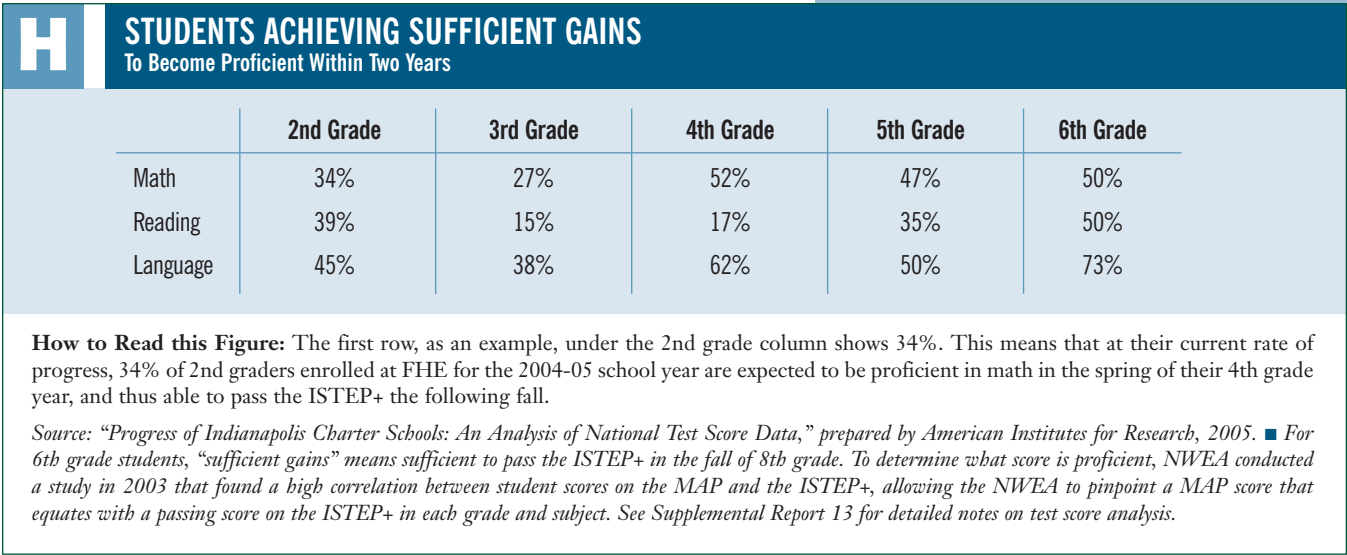 H
STUDENTS ACHIEVING SUFFICIENT GAINS
To Become Proficient Within Two Years
2nd Grade 3rd Grade 4th Grade 5th Grade 6th Grade
Math 34% 27% 52% 47% 50%
Reading 39% 15% 17% 35% 50%
Language 45% 38% 62% 50% 73%
How to Read this Figure: The first row, as an example, under the 2nd grade column shows 34%. This means that at their current rate of
progress, 34% of 2nd graders enrolled at FHE for the 2004-05 school year are expected to be proficient in math in the spring of their 4th grade
year, and thus able to pass the ISTEP+ the following fall.
Source: “Progress of Indianapolis Charter Schools: An Analysis of National Test Score Data,” prepared by American Institutes for Research, 2005. ■ For
6th grade students, “sufficient gains” means sufficient to pass the ISTEP+ in the fall of 8th grade. To determine what score is proficient, NWEA conducted
a study in 2003 that found a high correlation between student scores on the MAP and the ISTEP+, allowing the NWEA to pinpoint a MAP score that
equates with a passing score on the ISTEP+ in each grade and subject. See Supplemental Report 13 for detailed notes on test score analysis.